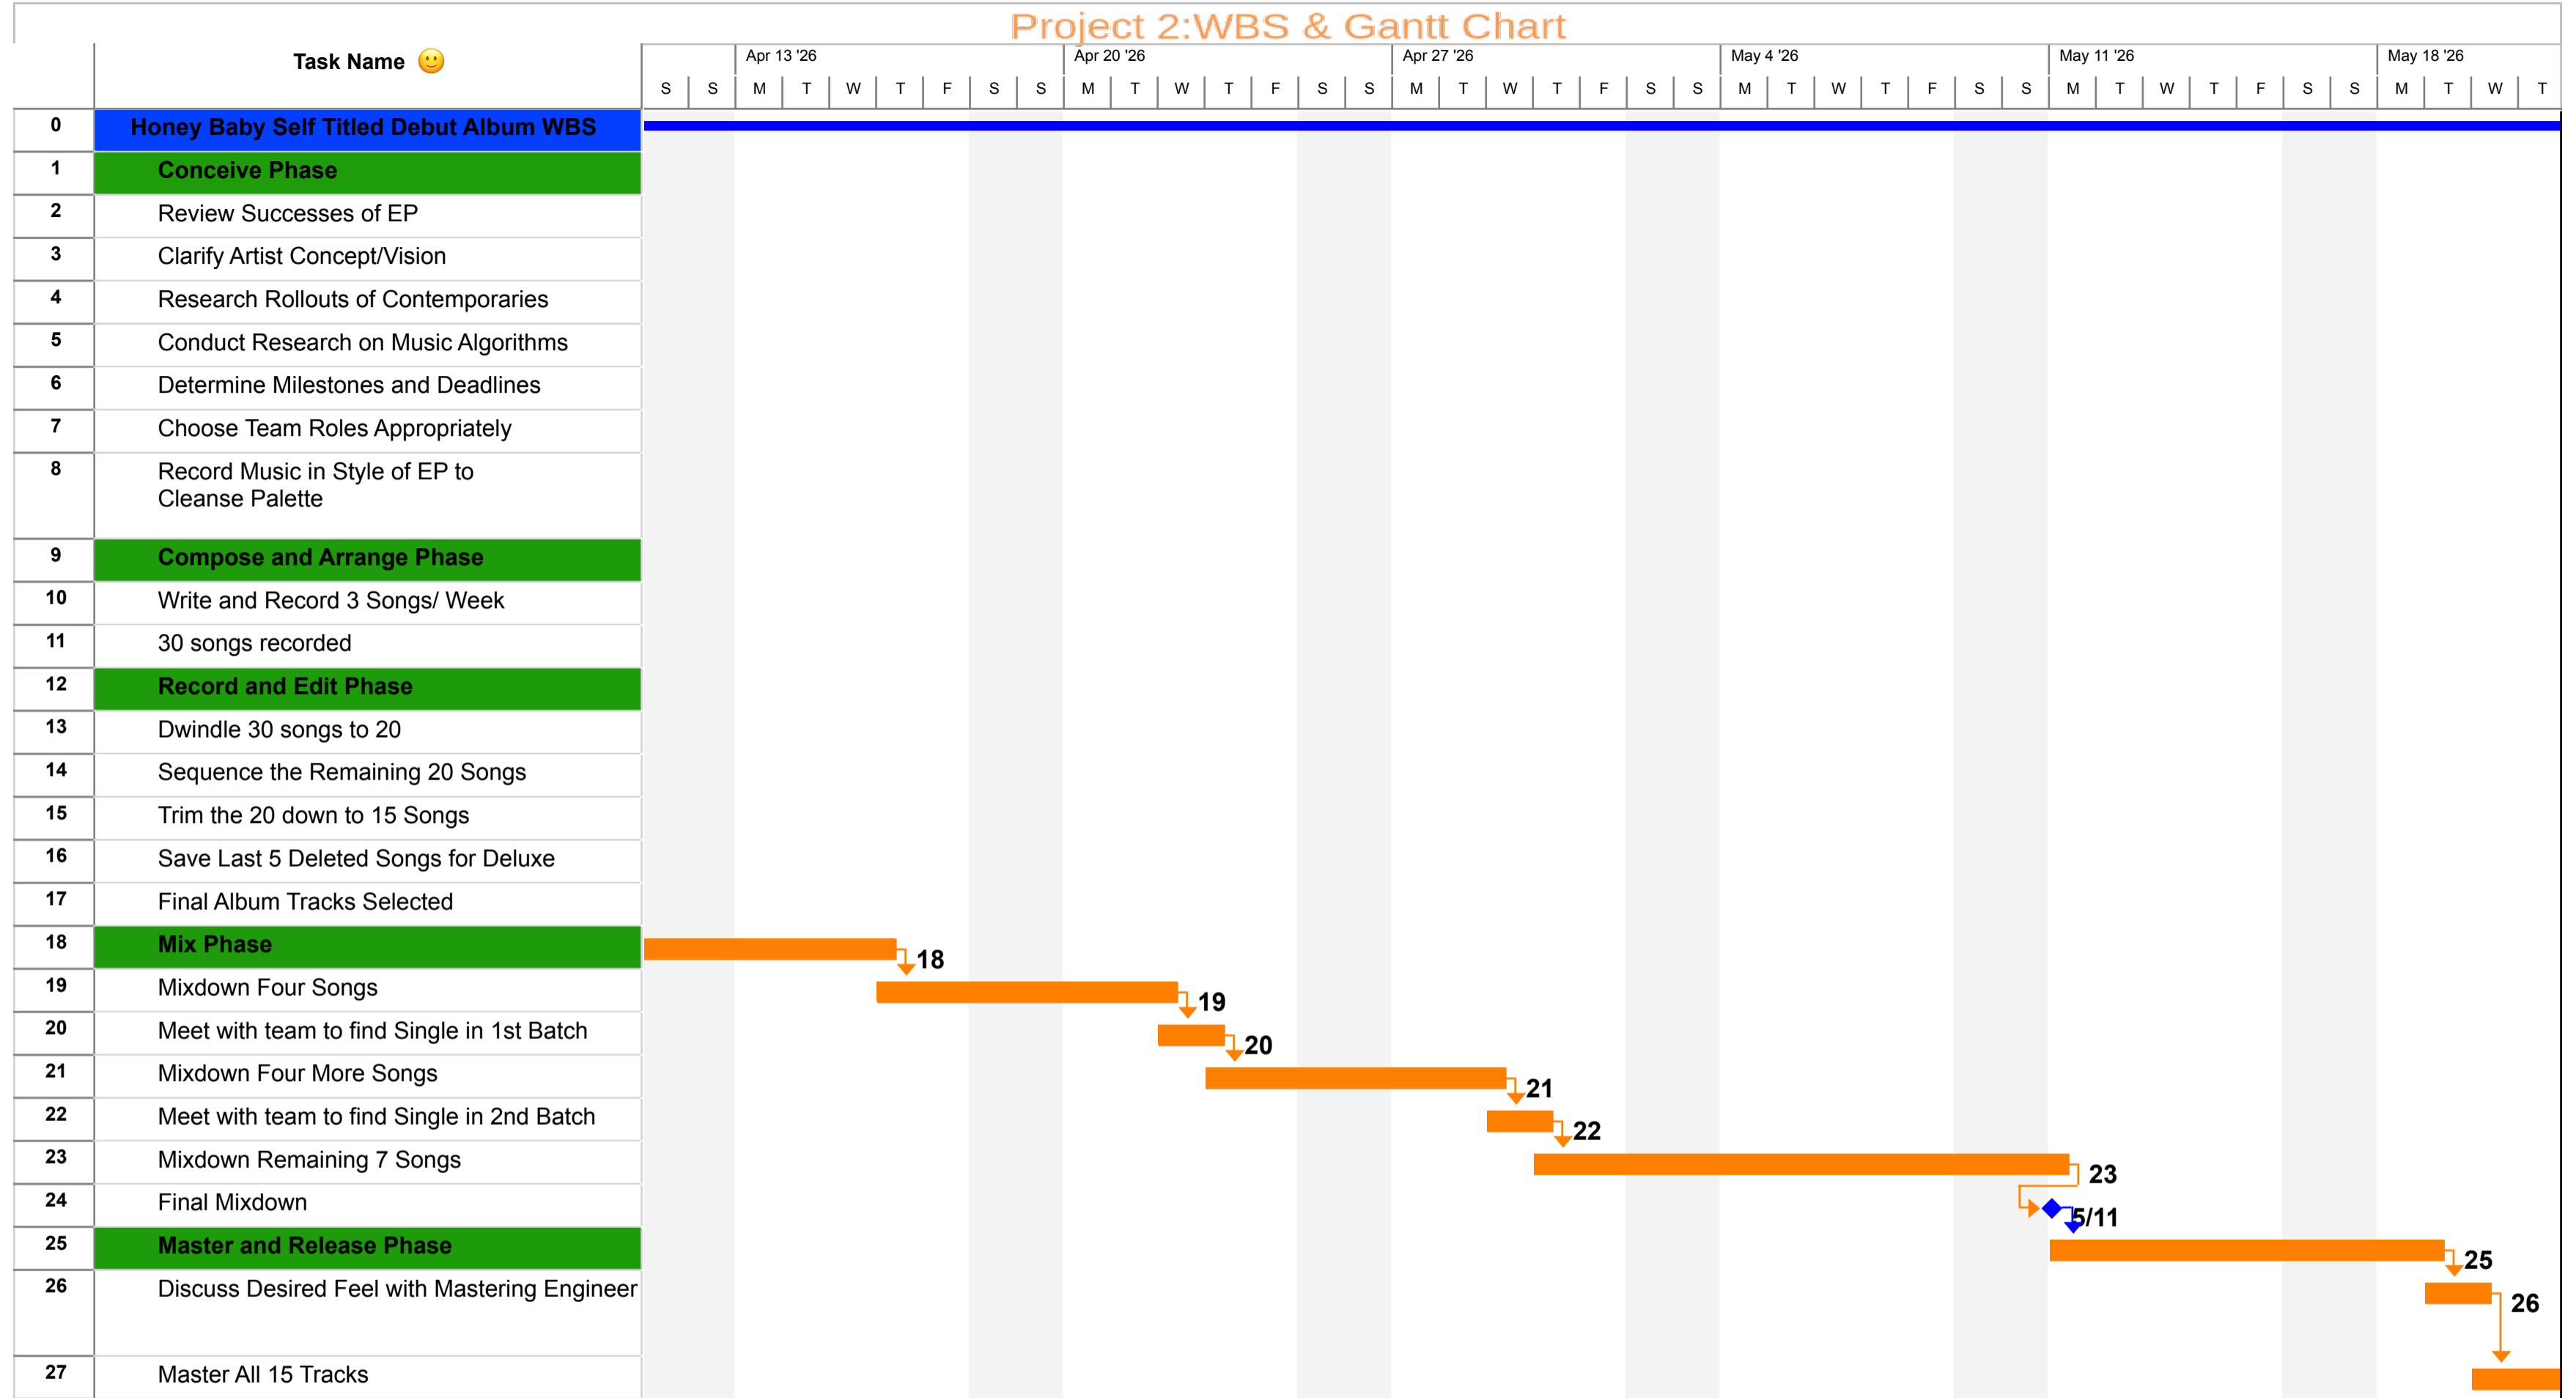 Project 2:WBS & Gantt Chart
Task Name 🙂
Apr 13 '26 Apr 20 '26 Apr 27 '26 May 4 '26 May 11 '26 May 18 '26
S S M T W T F S S M T W T F S S M T W T F S S M T W T F S S M T W T F S S M T W T
0 Honey Baby Self Titled Debut Album WBS
1 Conceive Phase
2 Review Successes of EP
3 Clarify Artist Concept/Vision
4 Research Rollouts of Contemporaries
5 Conduct Research on Music Algorithms
6 Determine Milestones and Deadlines
7 Choose Team Roles Appropriately
8 Record Music in Style of EP to
Cleanse Palette
9 Compose and Arrange Phase
10 Write and Record 3 Songs/ Week
11 30 songs recorded
12 Record and Edit Phase
13 Dwindle 30 songs to 20
14 Sequence the Remaining 20 Songs
15 Trim the 20 down to 15 Songs
16 Save Last 5 Deleted Songs for Deluxe
17 Final Album Tracks Selected
18 Mix Phase 18
19 Mixdown Four Songs 19
20 Meet with team to find Single in 1st Batch 20
21 Mixdown Four More Songs 21
22 Meet with team to find Single in 2nd Batch 22
23 Mixdown Remaining 7 Songs 23
24 Final Mixdown 5/11
25 Master and Release Phase 25
26 Discuss Desired Feel with Mastering Engineer 26
27 Master All 15 Tracks